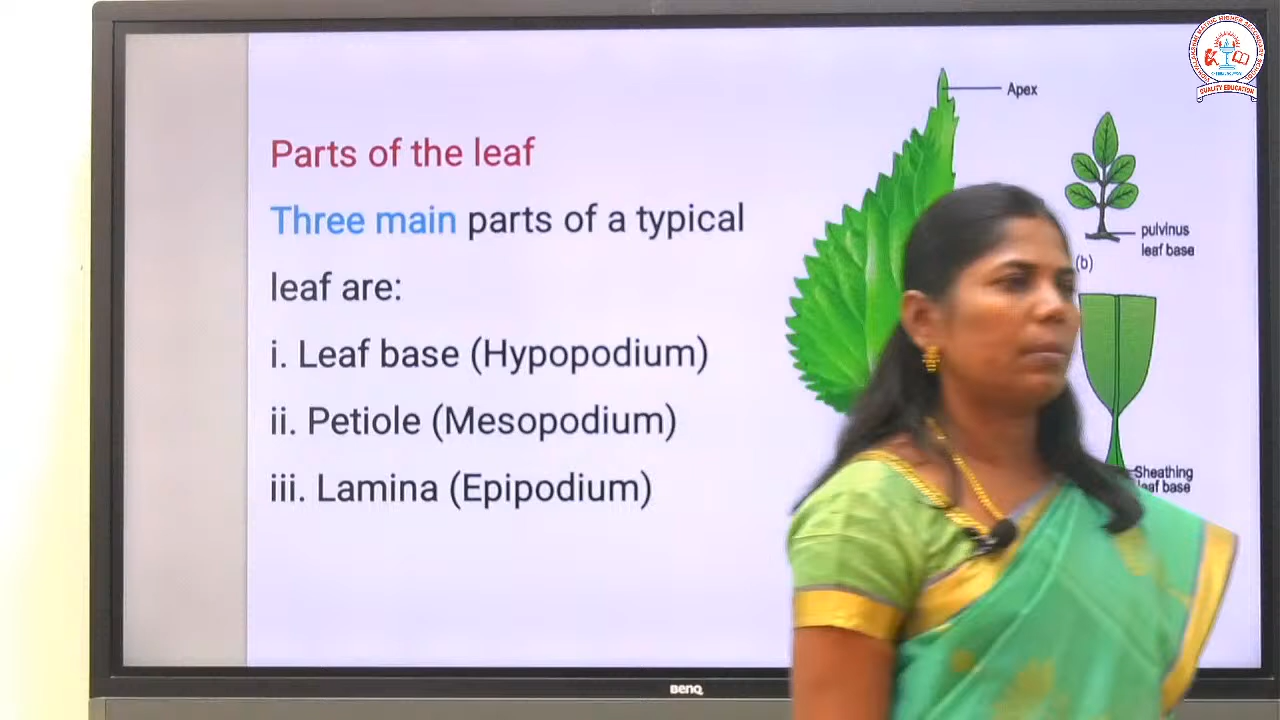 Parts of the leaf
Three main parts of a typical
leaf are:
i. Leaf base (Hypopodium)
ii. Petiole (Mesopodium)
iii. Lamina (Epipodium)
Apex
pulvinus
leaf base
(b)
Sheathing
leaf base
BenQ
QUALITY EDUCATION